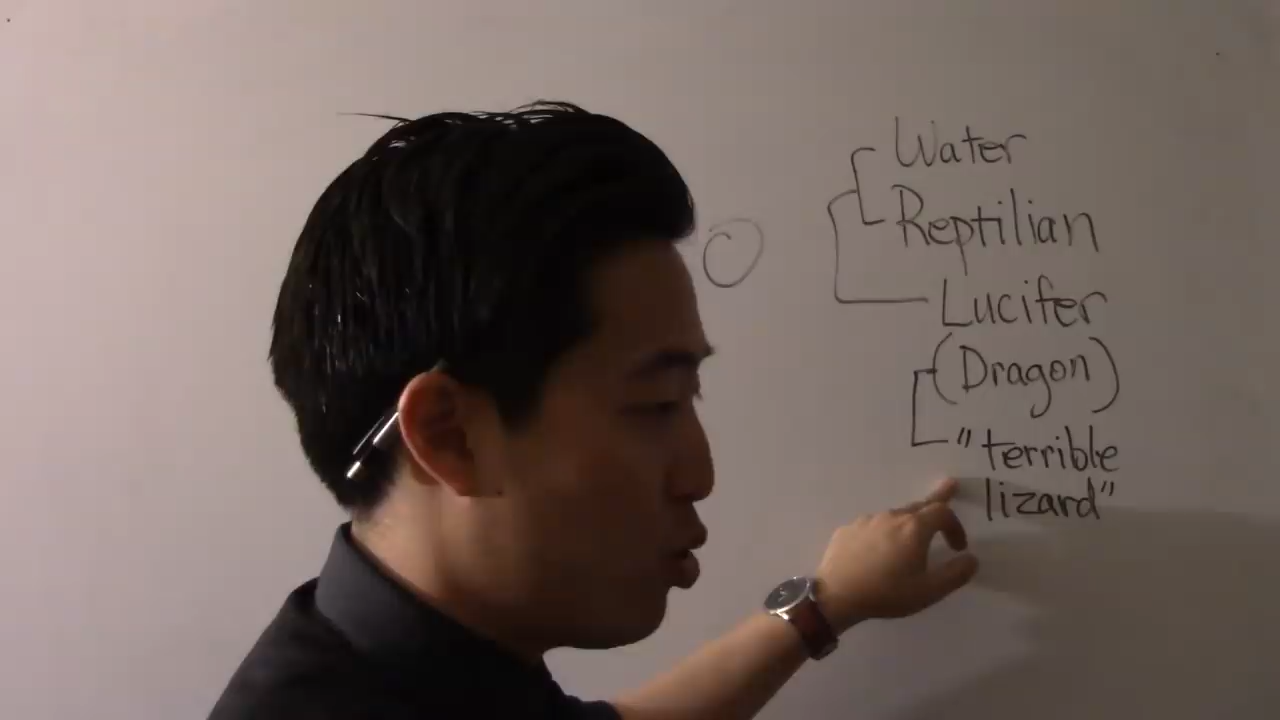 Water
Reptilian
Lucifer
(Dragon)
"terrible
lizard"